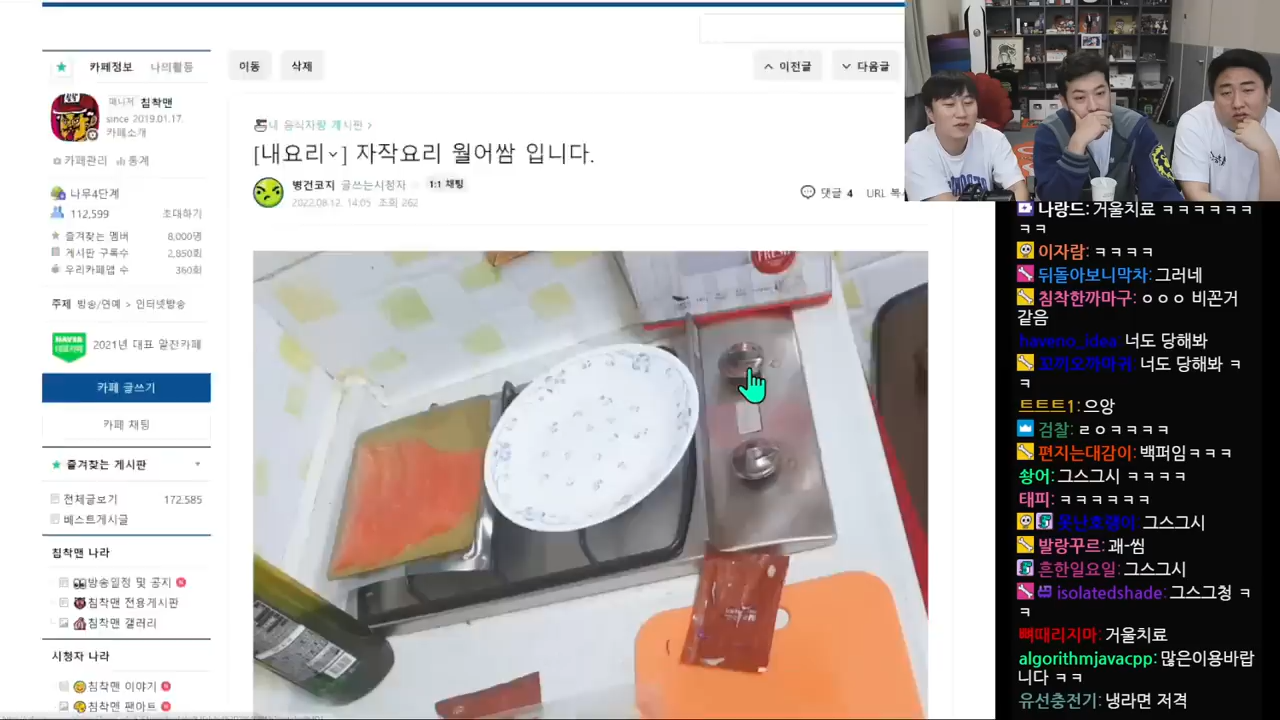 카페정보 나의활동
매니저 침착맨
since 2019.01.17.
카페소개
카페관리 통계
나무4단계
112,599 초대하기
즐겨찾는 멤버 8,000명
게시판 구독수 2,850회
우리카페앱 수 360회
주제 방송/연예 > 인터넷방송
2021년 대표 알찬카페
카페 글쓰기
카페 채팅
즐겨찾는 게시판
전체글보기 172,585
베스트게시글
침착맨 나라
방송일정 및 공지
침착맨 전용게시판
침착맨 갤러리
시청자 나라
침착맨 이야기
침착맨 팬아트
이동 삭제
이전글 다음글
내 음식자랑 게시판 >
[내요리~] 자작요리 월어쌈 입니다.
병건코지 글쓰는시청자 1:1 채팅
2022.08.12. 14:05 조회 262
댓글 4 URL
FRESH
나랑드: 거울치료 ㅋㅋㅋㅋㅋㅋ
ㅋㅋ
이자람: ㅋㅋㅋㅋ
뒤돌아보니막차: 그러네
침착한까마구: ㅇㅇㅇ 비꼰거
같음
haveno_idea: 너도 당해봐
꼬끼오까마귀: 너도 당해봐 ㅋ
ㅋ
트트트1: 으앙
검찰: ㄹㅇㅋㅋㅋㅋ
편지는대감이: 백퍼임ㅋㅋㅋ
솽어: 그스그시 ㅋㅋㅋㅋ
태피: ㅋㅋㅋㅋㅋㅋ
못난호랭이: 그스그시
발랑꾸르: 괘-씸
흔한일요일: 그스그시
isolatedshade: 그스그청 ㅋ
ㅋ
뼈때리지마: 거울치료
algorithmjavacpp: 많은이용바랍
니다 ㅋㅋ
유선충전기: 냉라면 저격